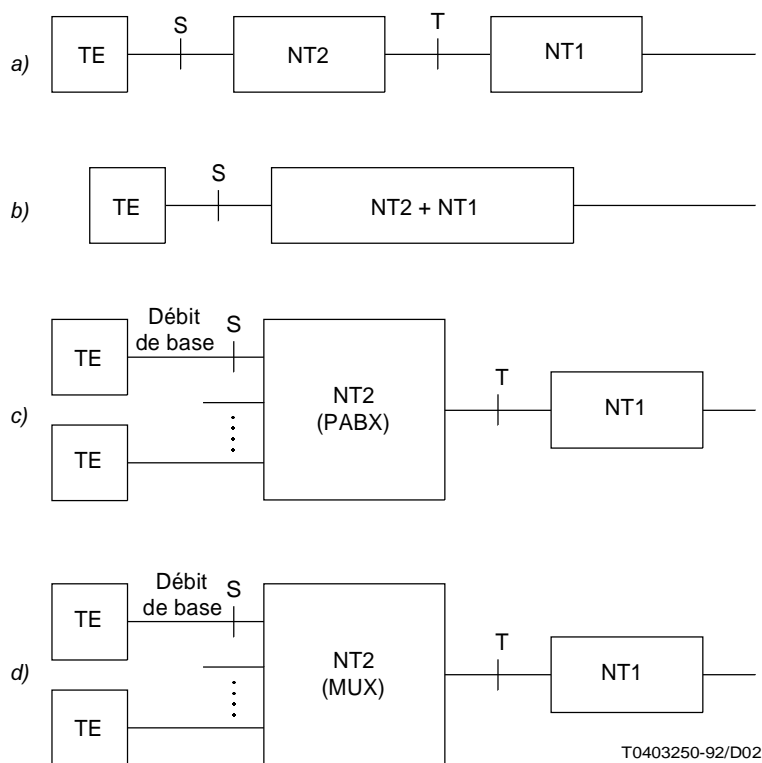 S
T
a)
TE
NT2
NT1
S
b)
TE
NT2 + NT1
Débit
de base
S
TE
T
c)
NT2
(PABX)
NT1
TE
Débit
de base
S
TE
T
d)
NT2
(MUX)
NT1
TE
T0403250-92/D02